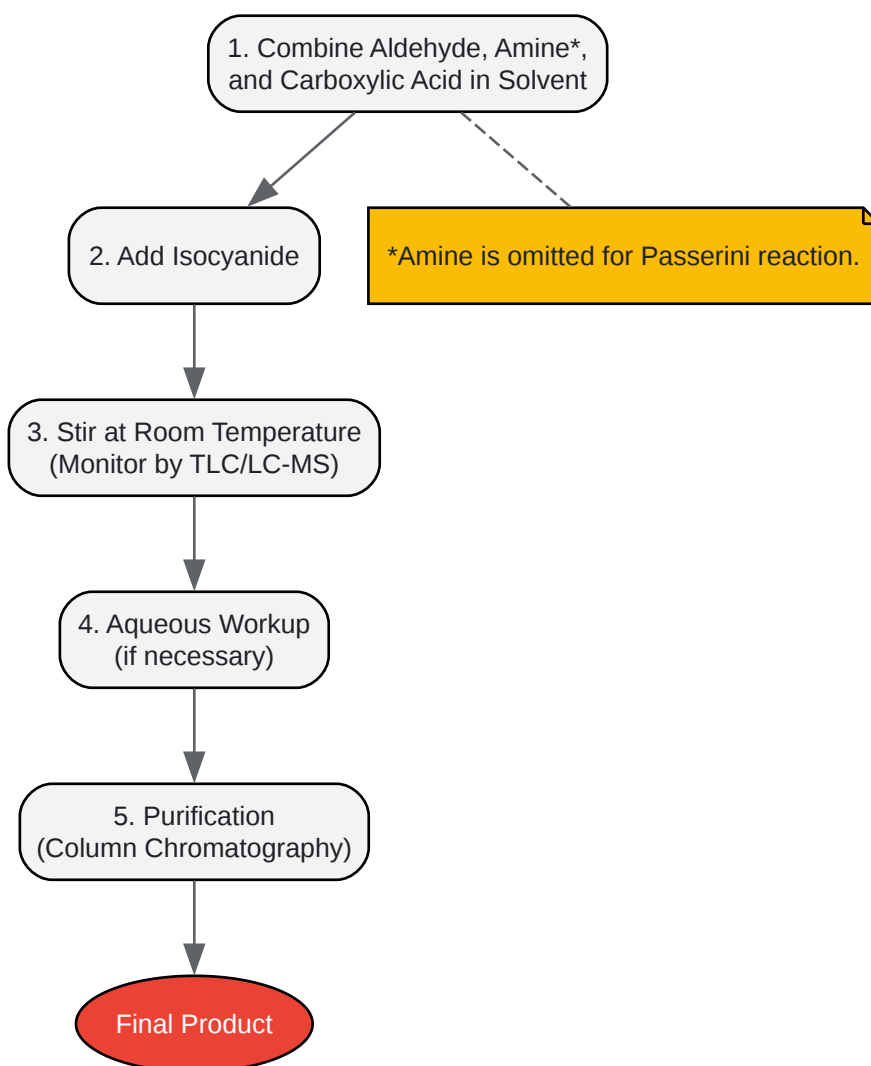 1. Combine Aldehyde, Amine*,
and Carboxylic Acid in Solvent
2. Add Isocyanide
*Amine is omitted for Passerini reaction.
3. Stir at Room Temperature
(Monitor by TLC/LC-MS)
4. Aqueous Workup
(if necessary)
5. Purification
(Column Chromatography)
Final Product